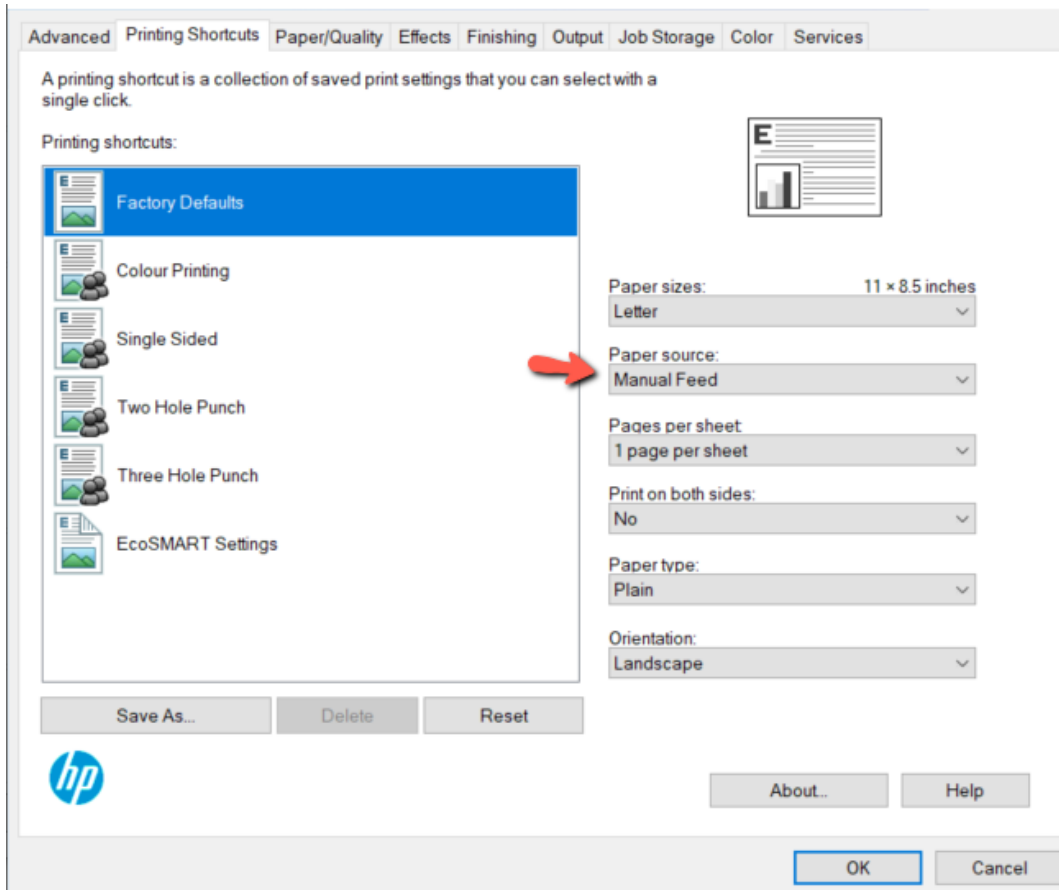 Advanced Printing Shortcuts Paper/Quality Effects Finishing Output Job Storage Color Services
A printing shortcut is a collection of saved print settings that you can select with a
single click.
Printing shortcuts:
E
Factory Defaults
Colour Printing
Single Sided
Two Hole Punch
Three Hole Punch
EcoSMART Settings
Save As... Delete Reset
E
Paper sizes: 11 × 8.5 inches
Letter
Paper source:
Manual Feed
Pages per sheet:
1 page per sheet
Print on both sides:
No
Paper type:
Plain
Orientation:
Landscape
hp
About... Help
OK Cancel